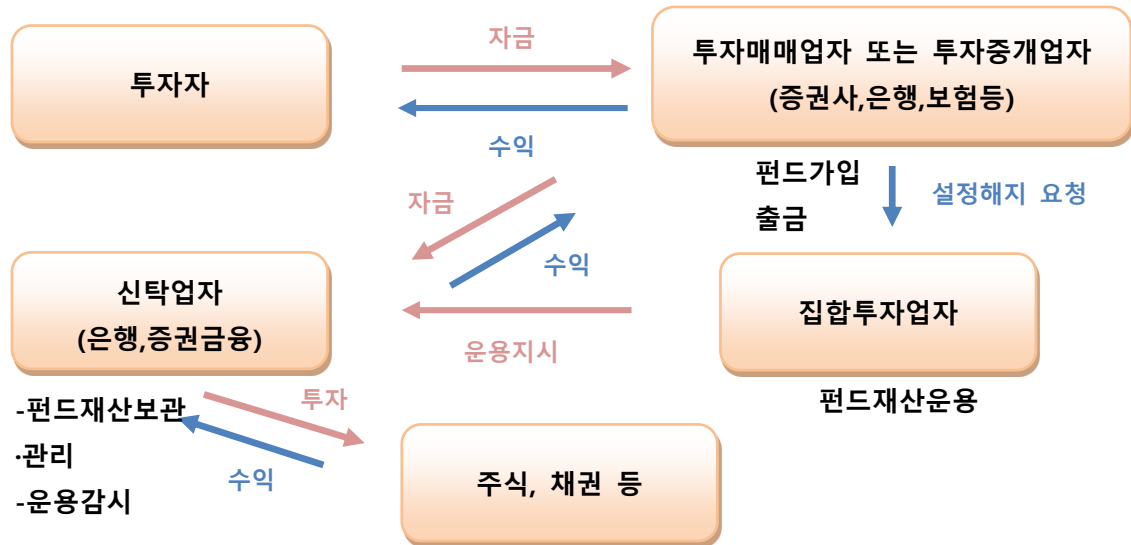 투자자
자금
수익
투자매매업자 또는 투자중개업자
(증권사,은행,보험등)
펀드가입
출금
설정해지 요청
자금
수익
신탁업자
(은행,증권금융)
운용지시
집합투자업자
펀드재산운용
-펀드재산보관
·관리
-운용감시
투자
수익
주식, 채권 등